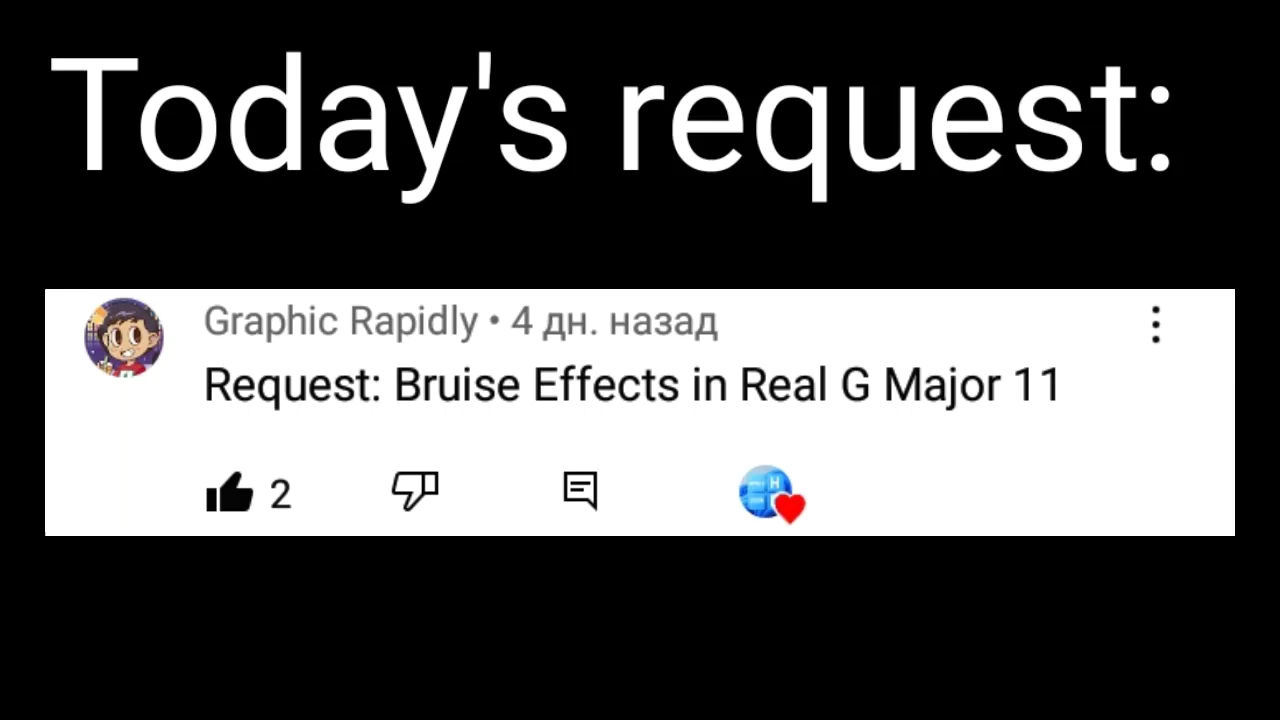 Today's request:
Graphic Rapidly • 4 дн. назад
Request: Bruise Effects in Real G Major 11
2
H